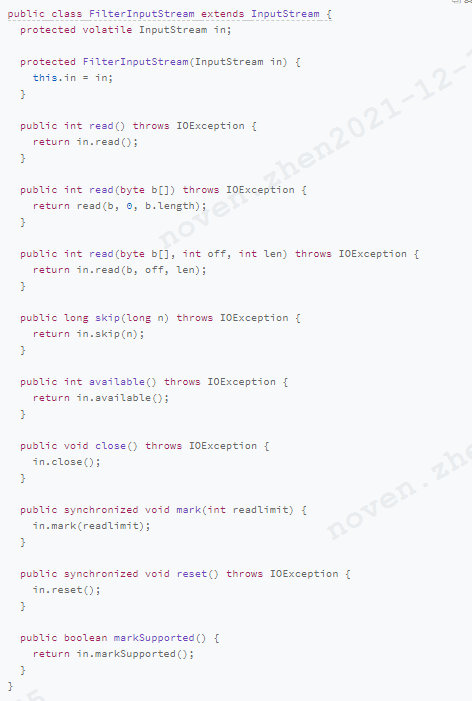 public class FilterInputStream extends InputStream {
  protected volatile InputStream in;

  protected FilterInputStream(InputStream in) {
    this.in = in;
  }

  public int read() throws IOException {
    return in.read();
  }

  public int read(byte b[]) throws IOException {
    return read(b, 0, b.length);
  }

  public int read(byte b[], int off, int len) throws IOException {
    return in.read(b, off, len);
  }

  public long skip(long n) throws IOException {
    return in.skip(n);
  }

  public int available() throws IOException {
    return in.available();
  }

  public void close() throws IOException {
    in.close();
  }

  public synchronized void mark(int readlimit) {
    in.mark(readlimit);
  }

  public synchronized void reset() throws IOException {
    in.reset();
  }

  public boolean markSupported() {
    return in.markSupported();
  }
}
noven.zhen2021-12-
noven.zhe